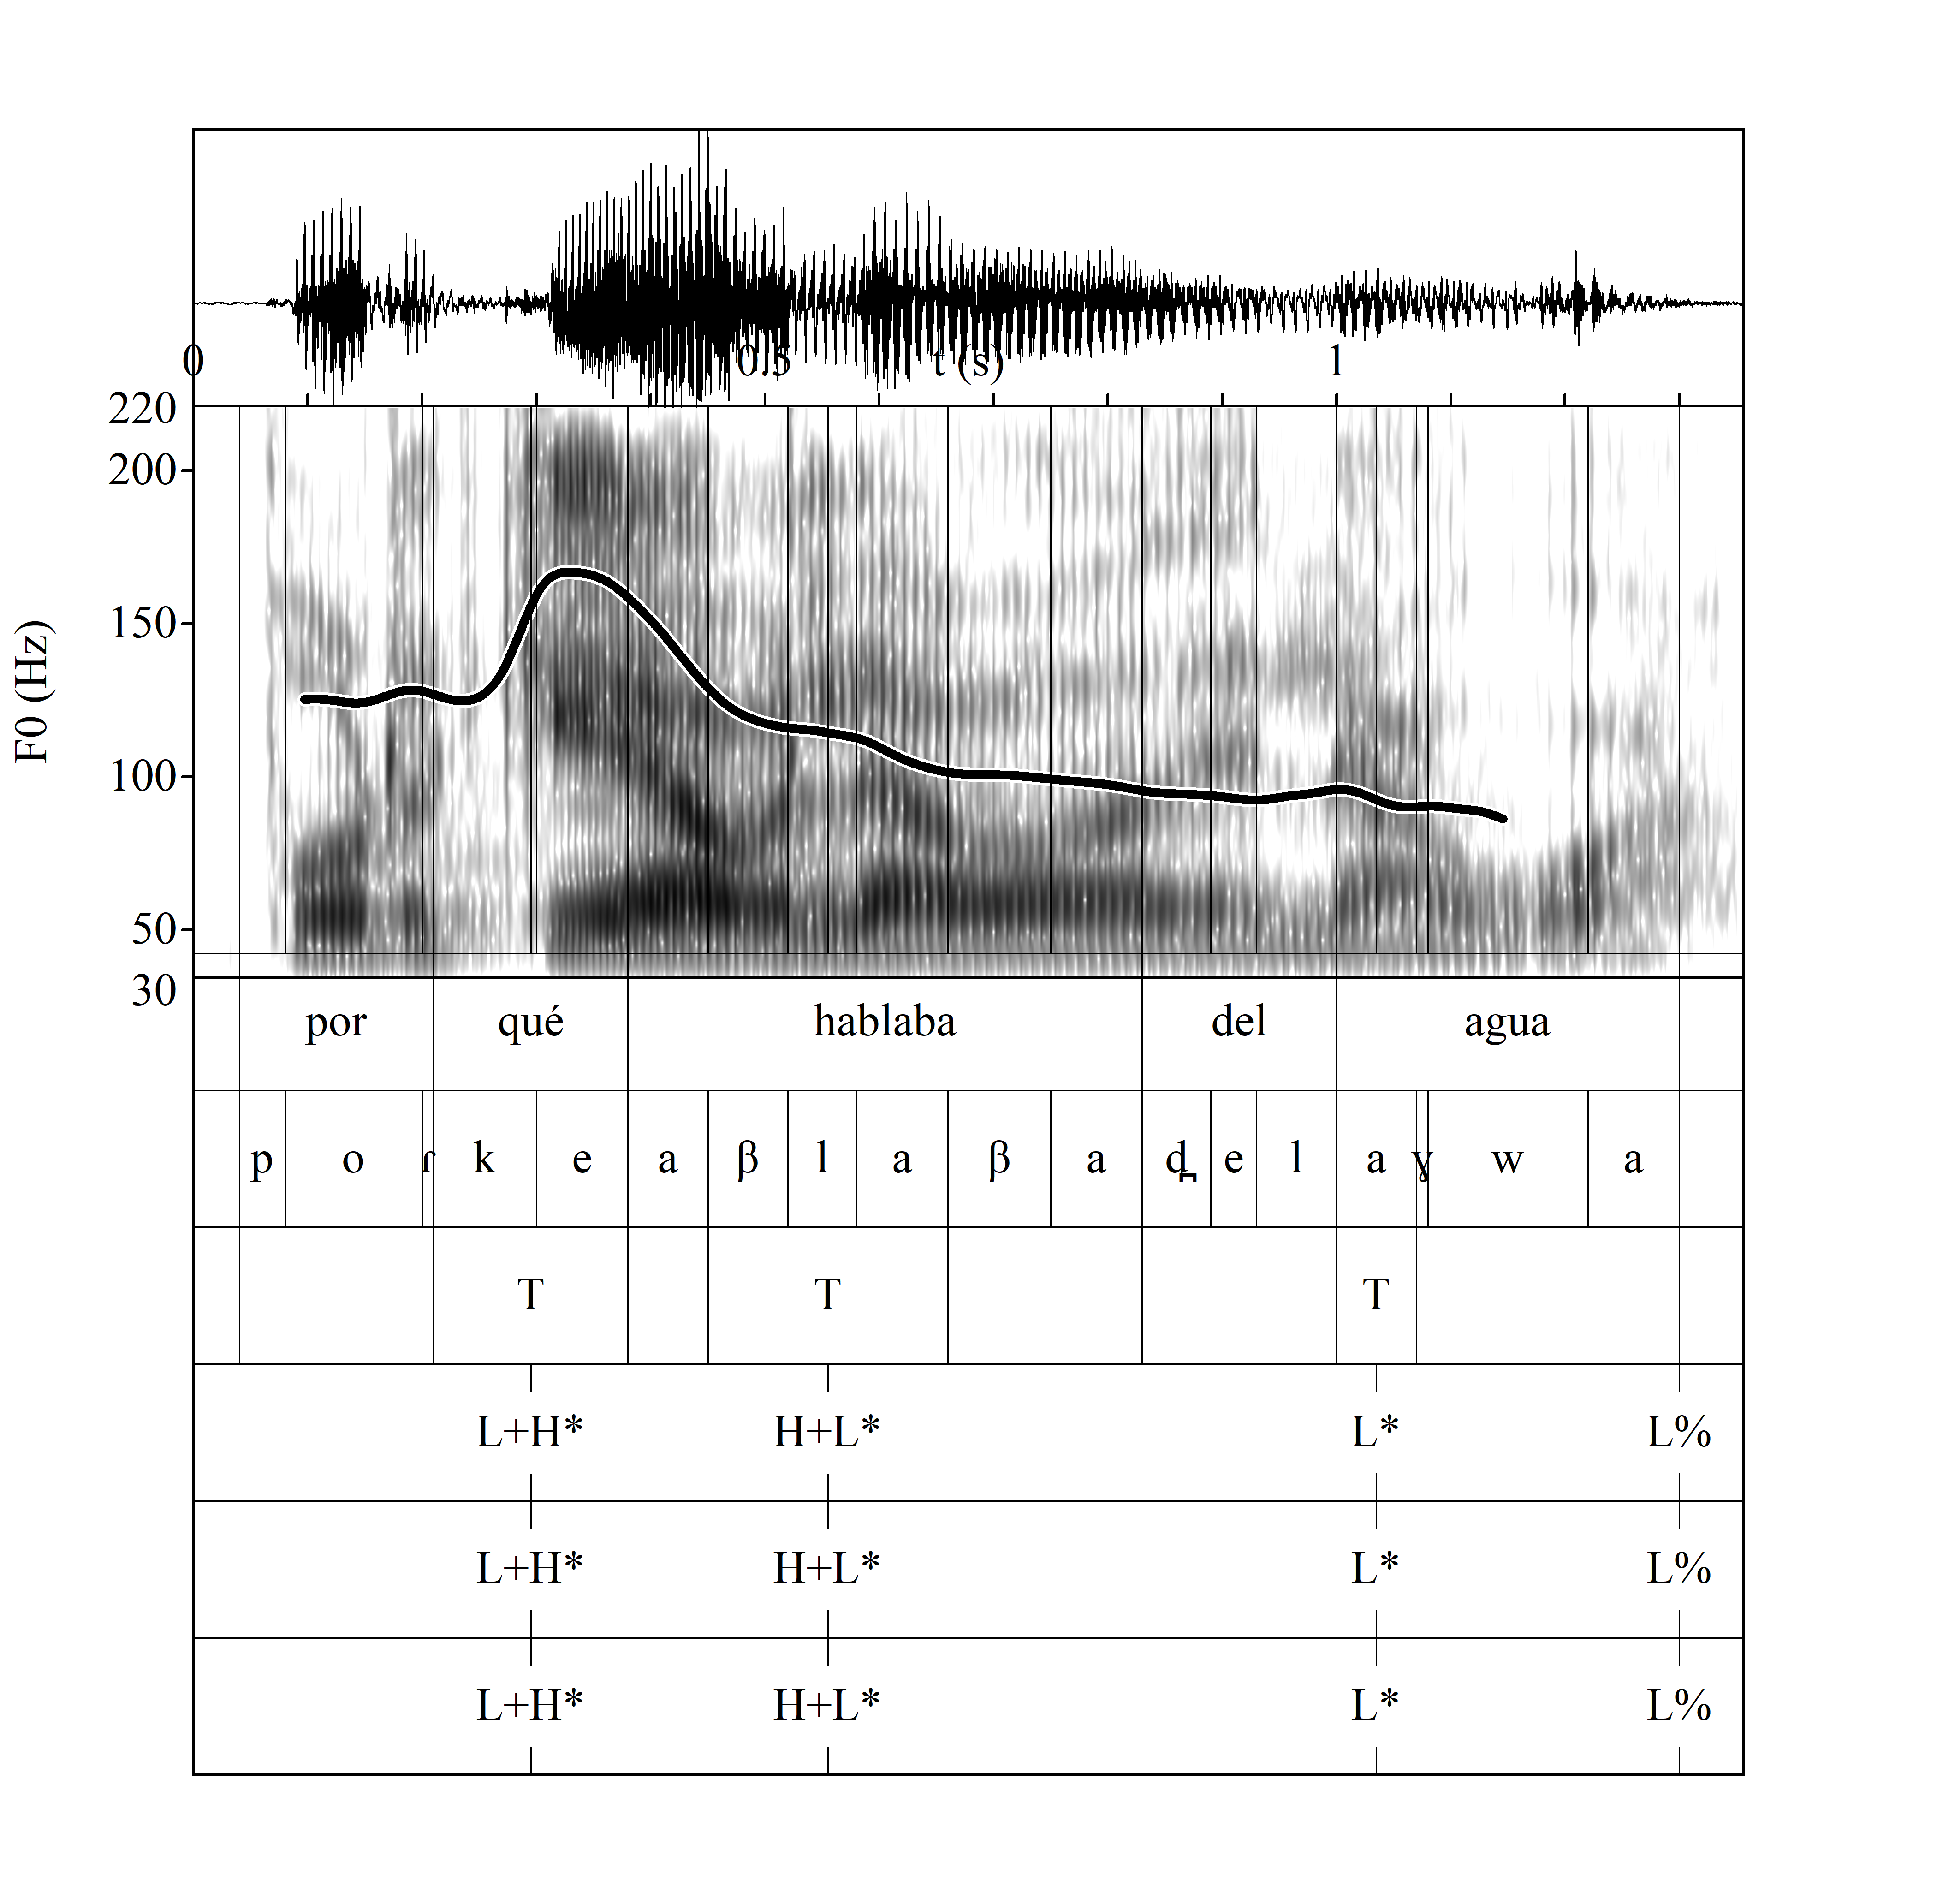 0 0.5 t (s) 1
220
200
150
100
50
30
F0 (Hz)
por qué hablaba del agua
p o ɾ k e a β l a β a d̪ e l a ɣ w a
T T T
L+H* H+L* L* L%
L+H* H+L* L* L%
L+H* H+L* L* L%